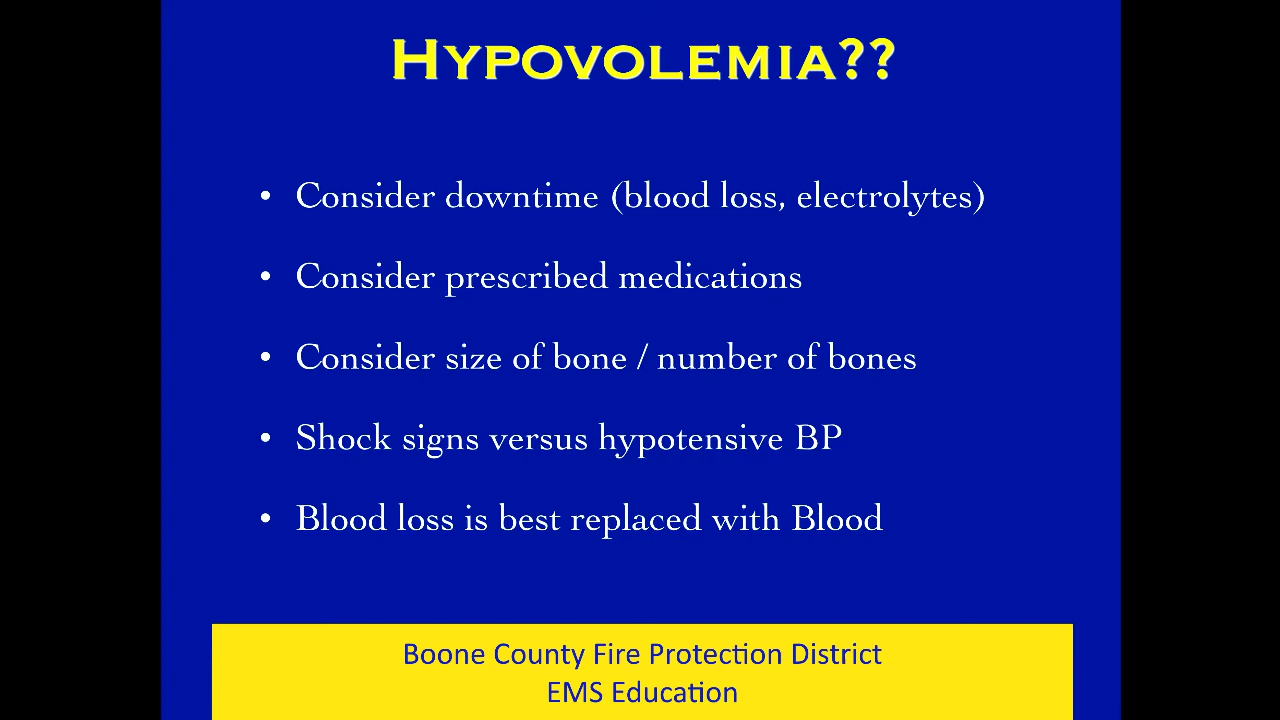 HYPOVOLEMIA??
• Consider downtime (blood loss, electrolytes)
• Consider prescribed medications
• Consider size of bone / number of bones
• Shock signs versus hypotensive BP
• Blood loss is best replaced with Blood
Boone County Fire Protection District
EMS Education